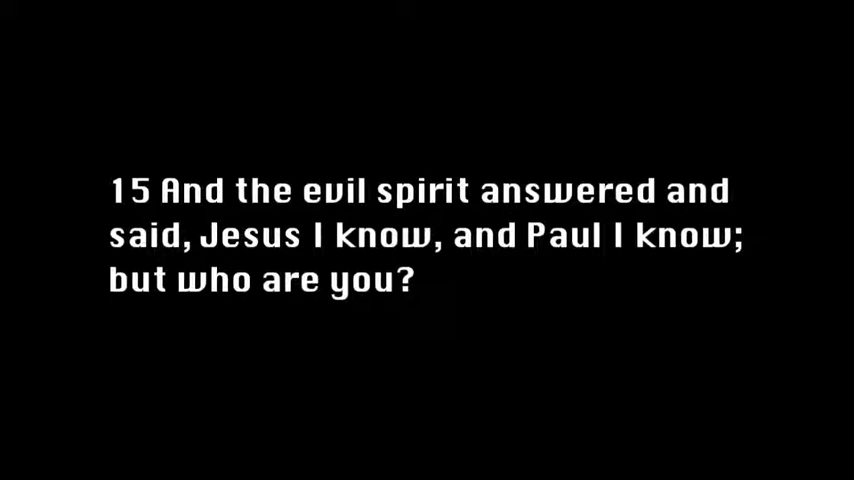 15 And the evil spirit answered and
said, Jesus I know, and Paul I know;
but who are you?